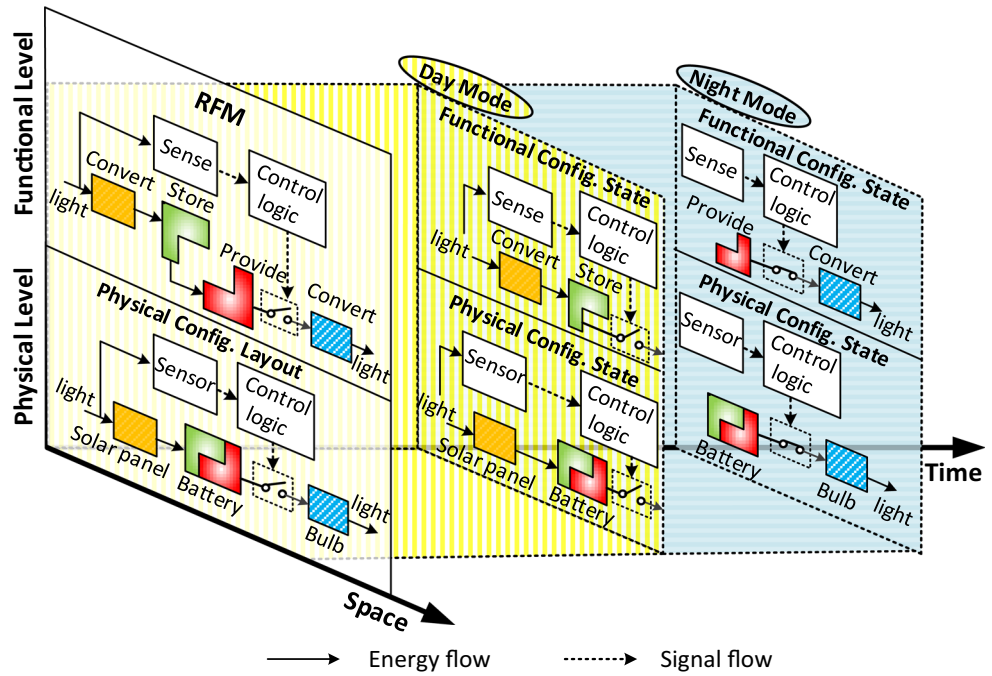 Functional Level
Physical Level
RFM
Sense
Control
logic
Convert
Store
light
Provide
Convert
light
Physical Config. Layout
Sensor
Control
logic
light
Solar panel
Battery
light
Bulb
Day Mode
Functional Config. State
Sense
Control
logic
light
Convert
Store
Physical Config. State
Sensor
Control
logic
light
Solar panel
Battery
Night Mode
Functional Config. State
Sense
Control
logic
Provide
Convert
light
Physical Config. State
Sensor
Control
logic
Battery
Bulb
light
Time
Space
Energy flow
Signal flow